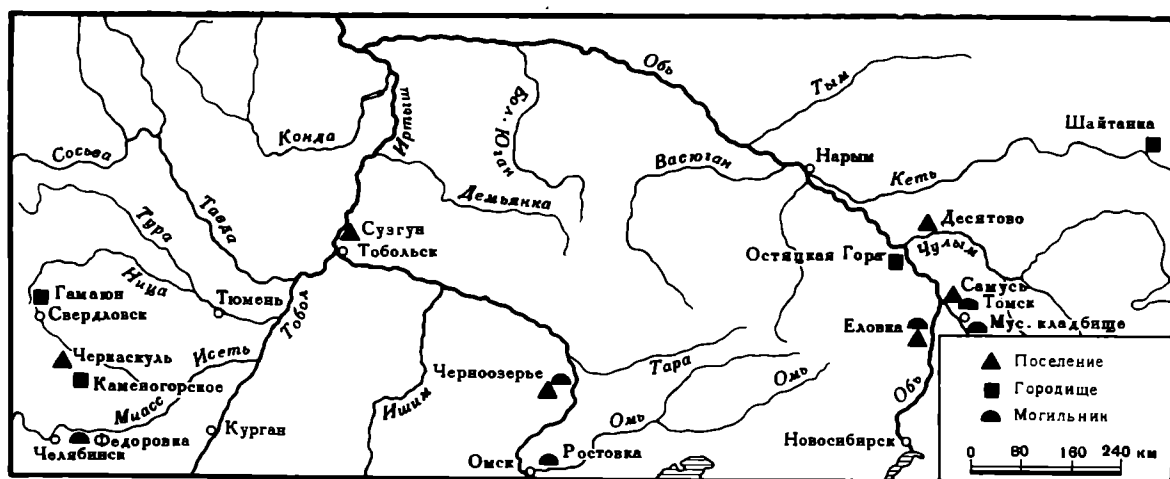 Обь
Тым
Шайтанка
Конда
Иртыш
Бол. Юган
Сосьва
Васюган
Нарым
Кеть
Демьянка
Тавда
Тура
Сузгун
Тобольск
Десятово
Чулым
Остяцкая Гора
Ница
Гамаюн
Свердловск
Тюмень
Тобол
Самусь
Томск
Мус. кладбище
Еловка
Черкаскуль
Исеть
Каменогорское
Миасс
Черноозерье
Тара
Омь
Ишим
Обь
Омь
Федоровка
Челябинск
Курган
Новосибирск
Омск
Ростовка
Поселение
Городище
Могильник
0 80 160 240 км